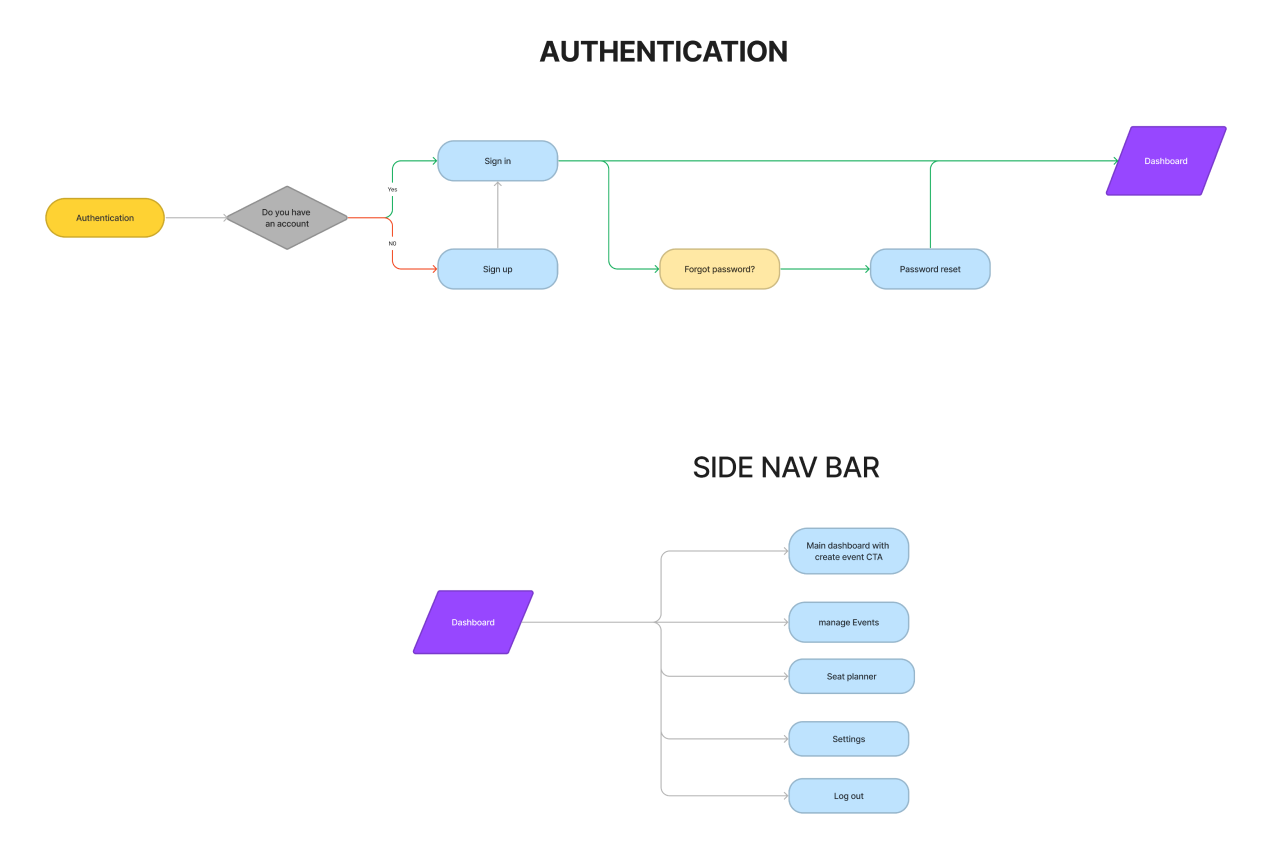 AUTHENTICATION
Sign in
Dashboard
Yes
Authentication
Do you have
an account
NO
Sign up
Forgot password?
Password reset
SIDE NAV BAR
Main dashboard with
create event CTA
Dashboard
manage Events
Seat planner
Settings
Log out